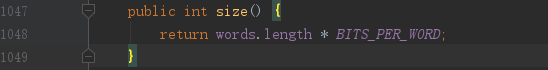 1047 public int size() {
1048 return words.length * BITS_PER_WORD;
1049 }